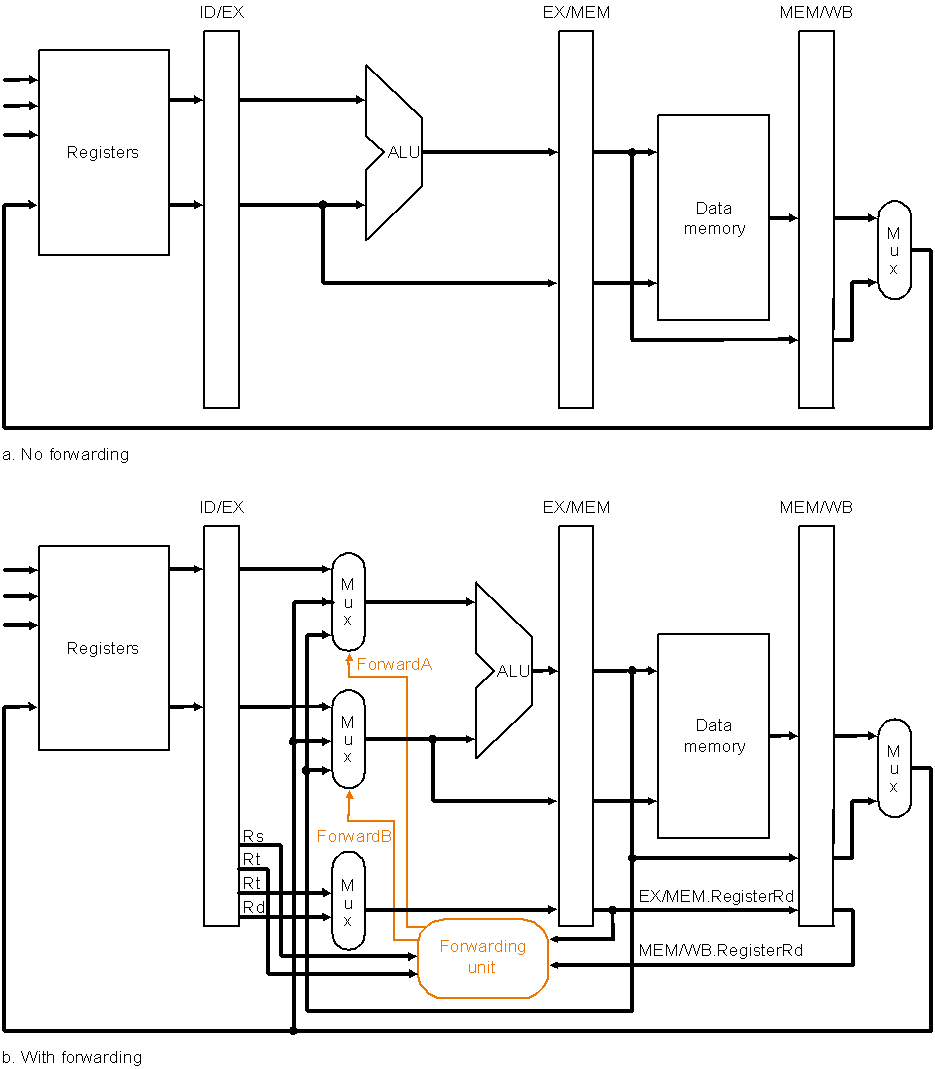 ID/EX
EX/MEM
MEM/WB
Registers
ALU
Data
memory
M
u
x
a. No forwarding
ID/EX
EX/MEM
MEM/WB
M
u
x
Registers
ForwardA
ALU
M
u
x
Data
memory
M
u
x
ForwardB
Rs
Rt
Rt
Rd
M
u
x
EX/MEM.RegisterRd
Forwarding
unit
MEM/WB.RegisterRd
b. With forwarding